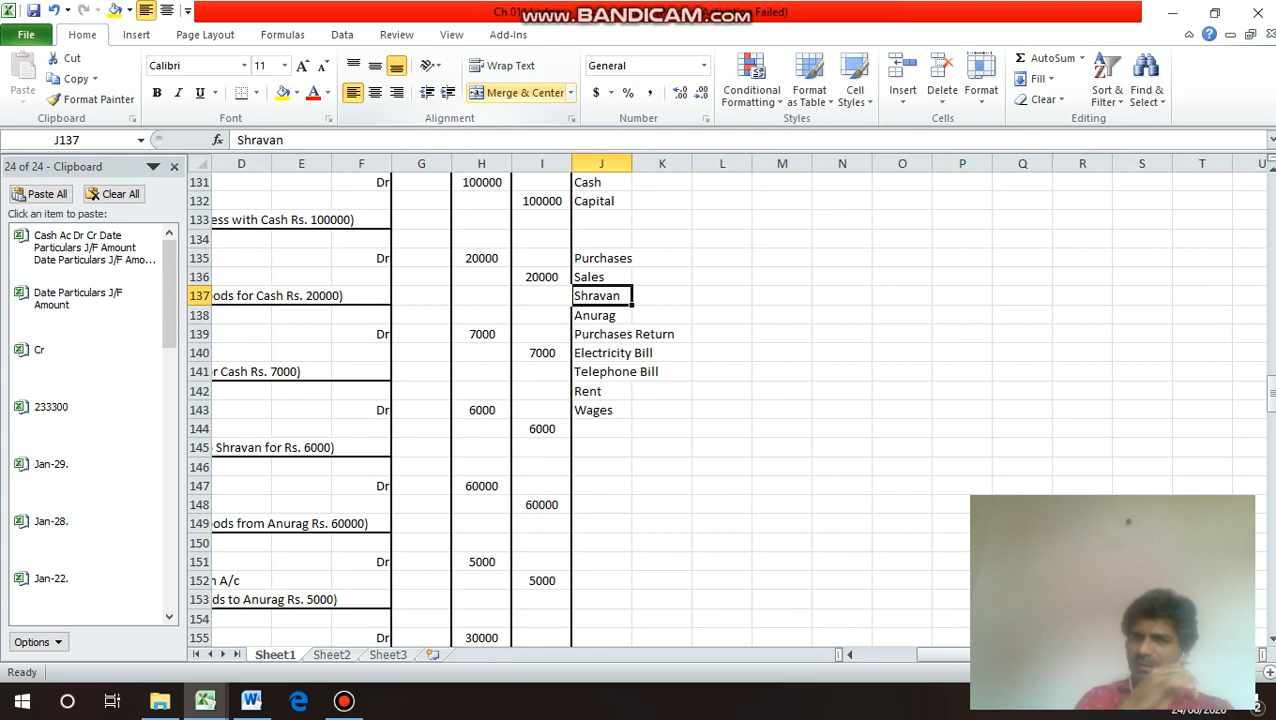 www.BANDICAM.com
Ch 01
Failed)
File
Home
Insert
Page Layout
Formulas
Data
Review
View
Add-Ins
Paste
Cut
Copy
Format Painter
Clipboard
Calibri
11
B I U
Font
Wrap Text
Merge & Center
Alignment
General
$ % ,
Number
Conditional Formatting
Format as Table
Cell Styles
Styles
Insert
Delete
Format
Cells
AutoSum
Fill
Clear
Sort & Filter
Find & Select
Editing
J137
fx
Shravan
24 of 24 - Clipboard
Paste All
Clear All
Click an item to paste:
Cash Ac Dr Cr Date
Particulars J/F Amount
Date Particulars J/F Amo...
Date Particulars J/F
Amount
Cr
233300
Jan-29.
Jan-28.
Jan-22.
Options
D E F G H I J K L M N O P Q R S T U
131 Dr 100000 Cash
132 100000 Capital
133 ess with Cash Rs. 100000)
134
135 Dr 20000 Purchases
136 20000 Sales
137 ods for Cash Rs. 20000) Shravan
138 Anurag
139 Dr 7000 Purchases Return
140 7000 Electricity Bill
141 r Cash Rs. 7000) Telephone Bill
142 Rent
143 Dr 6000 Wages
144 6000
145 Shravan for Rs. 6000)
146
147 Dr 60000
148 60000
149 ods from Anurag Rs. 60000)
150
151 Dr 5000
152 n A/c 5000
153 ds to Anurag Rs. 5000)
154
155 Dr 30000
Sheet1
Sheet2
Sheet3
Ready